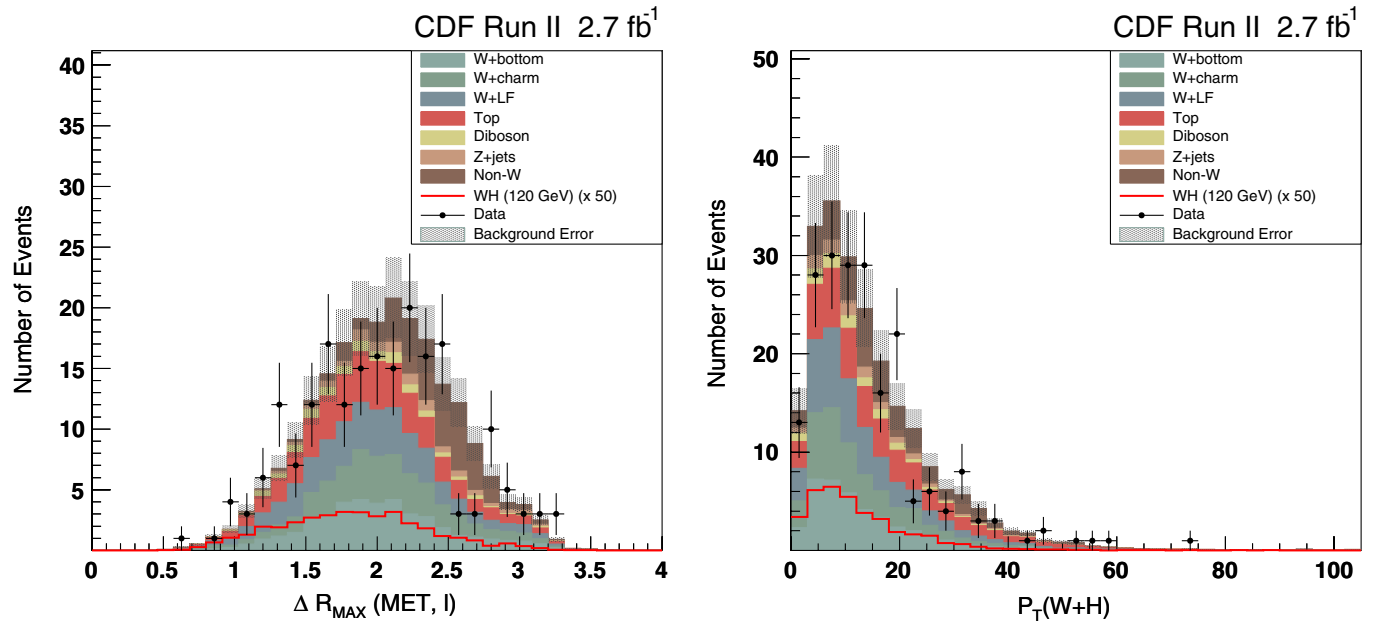 CDF Run II 2.7 fb⁻¹
40
35
30
25
20
15
10
5
Number of Events
W+bottom
W+charm
W+LF
Top
Diboson
Z+jets
Non-W
WH (120 GeV) (x 50)
Data
Background Error
0 0.5 1 1.5 2 2.5 3 3.5 4
Δ R_MAX (MET, l)
CDF Run II 2.7 fb⁻¹
50
40
30
20
10
Number of Events
W+bottom
W+charm
W+LF
Top
Diboson
Z+jets
Non-W
WH (120 GeV) (x 50)
Data
Background Error
0 20 40 60 80 100
P_T(W+H)